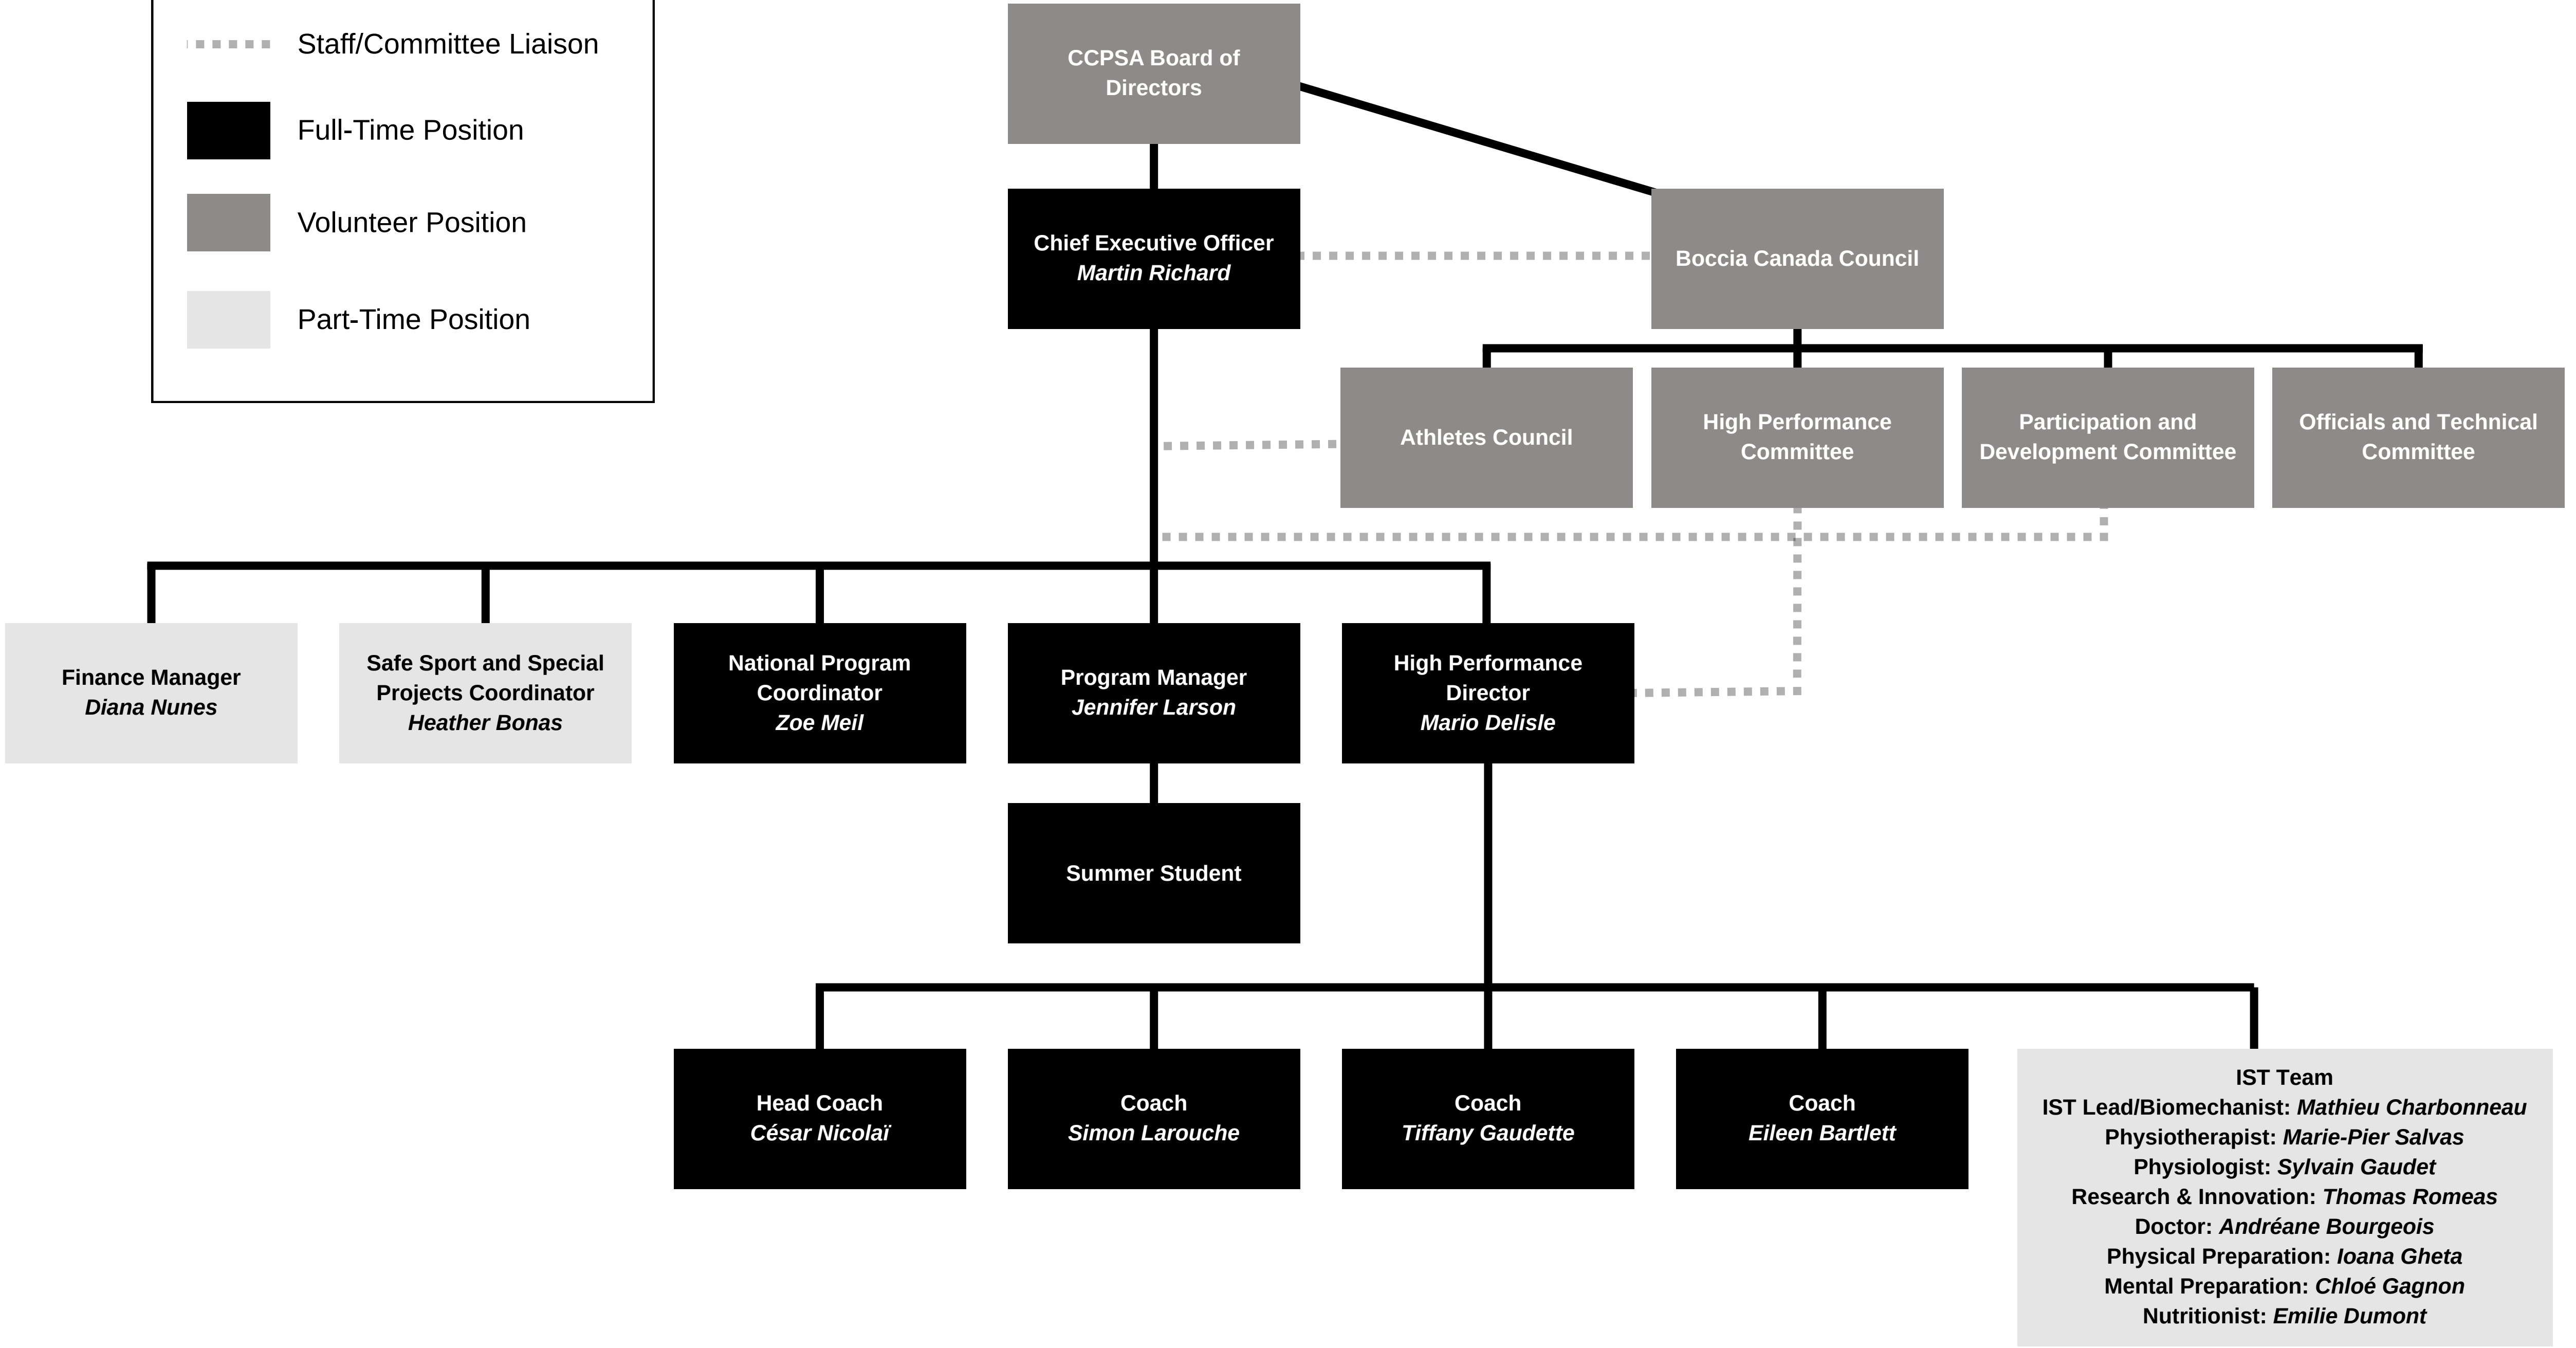 Staff/Committee Liaison
Full-Time Position
Volunteer Position
Part-Time Position
CCPSA Board of
Directors
Chief Executive Officer
Martin Richard
Boccia Canada Council
Athletes Council
High Performance
Committee
Participation and
Development Committee
Officials and Technical
Committee
Finance Manager
Diana Nunes
Safe Sport and Special
Projects Coordinator
Heather Bonas
National Program
Coordinator
Zoe Meil
Program Manager
Jennifer Larson
High Performance
Director
Mario Delisle
Summer Student
Head Coach
César Nicolaï
Coach
Simon Larouche
Coach
Tiffany Gaudette
Coach
Eileen Bartlett
IST Team
IST Lead/Biomechanist: Mathieu Charbonneau
Physiotherapist: Marie-Pier Salvas
Physiologist: Sylvain Gaudet
Research & Innovation: Thomas Romeas
Doctor: Andréane Bourgeois
Physical Preparation: Ioana Gheta
Mental Preparation: Chloé Gagnon
Nutritionist: Emilie Dumont